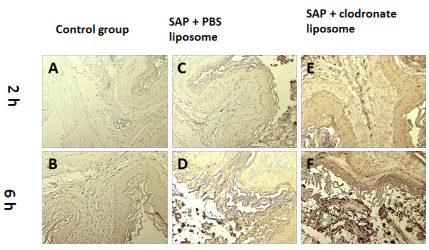 Control group
SAP + PBS
liposome
SAP + clodronate
liposome
2 h
A
C
E
6 h
B
D
F